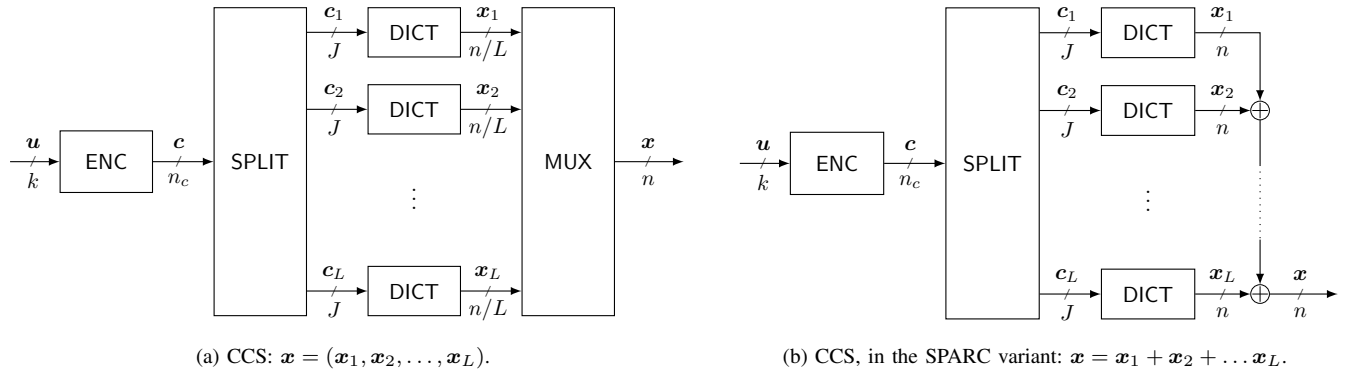 u
k
ENC
c
n_c
SPLIT
c_1
J
DICT
x_1
n/L
c_2
J
DICT
x_2
n/L
⋮
c_L
J
DICT
x_L
n/L
MUX
x
n
(a) CCS: x = (x_1, x_2, . . . , x_L).
u
k
ENC
c
n_c
SPLIT
c_1
J
DICT
x_1
n
c_2
J
DICT
x_2
n
⋮
c_L
J
DICT
x_L
n
x
n
(b) CCS, in the SPARC variant: x = x_1 + x_2 + . . . x_L.